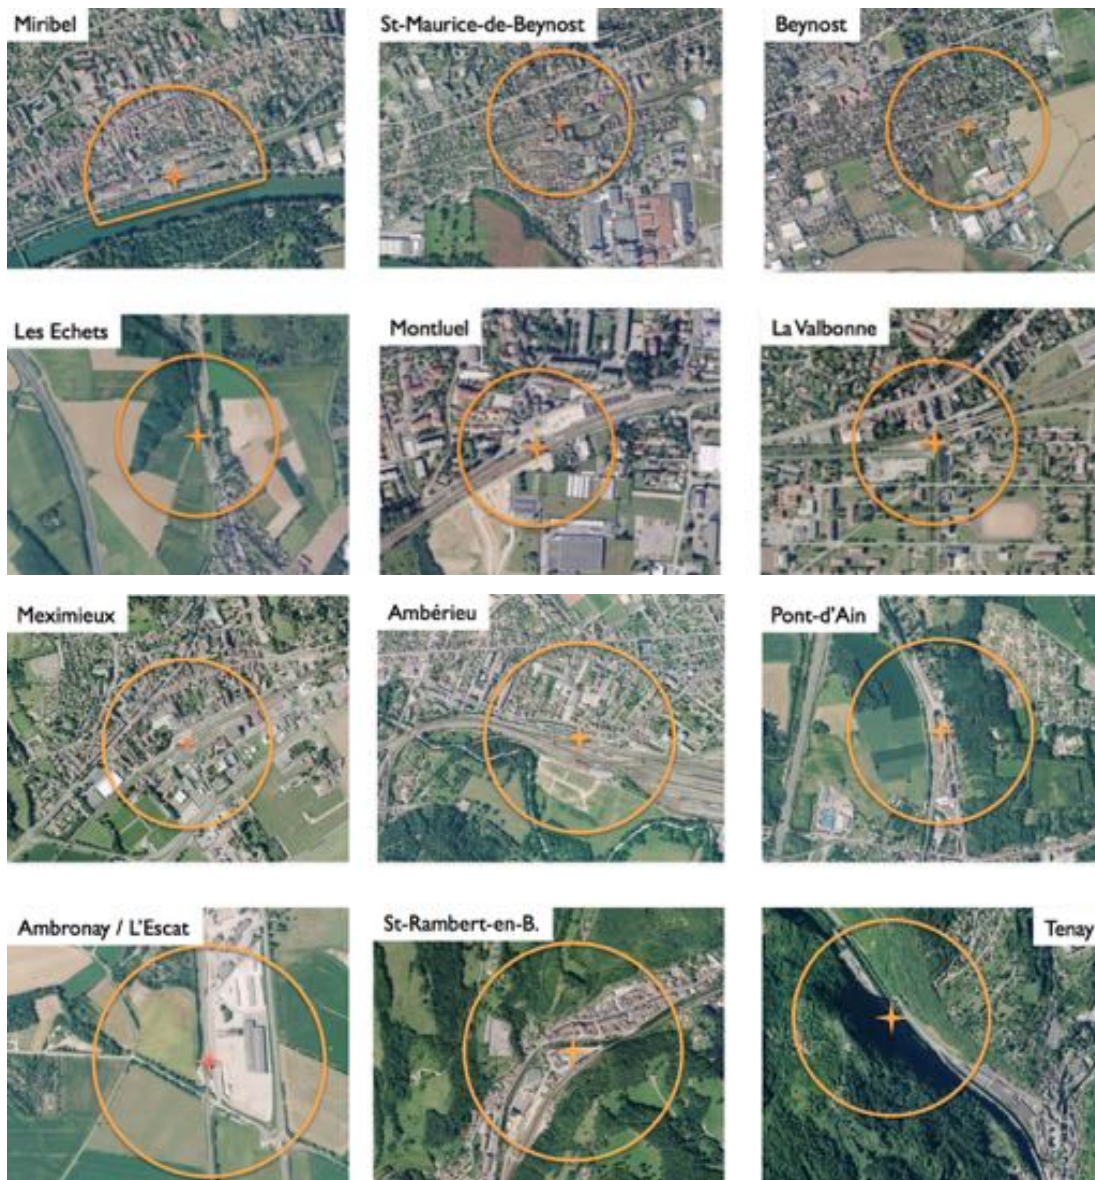 Miribel
St-Maurice-de-Beynost
Beynost
Les Echets
Montluel
La Valbonne
Meximieux
Ambérieu
Pont-d'Ain
Ambronay / L'Escat
St-Rambert-en-B.
Tenay